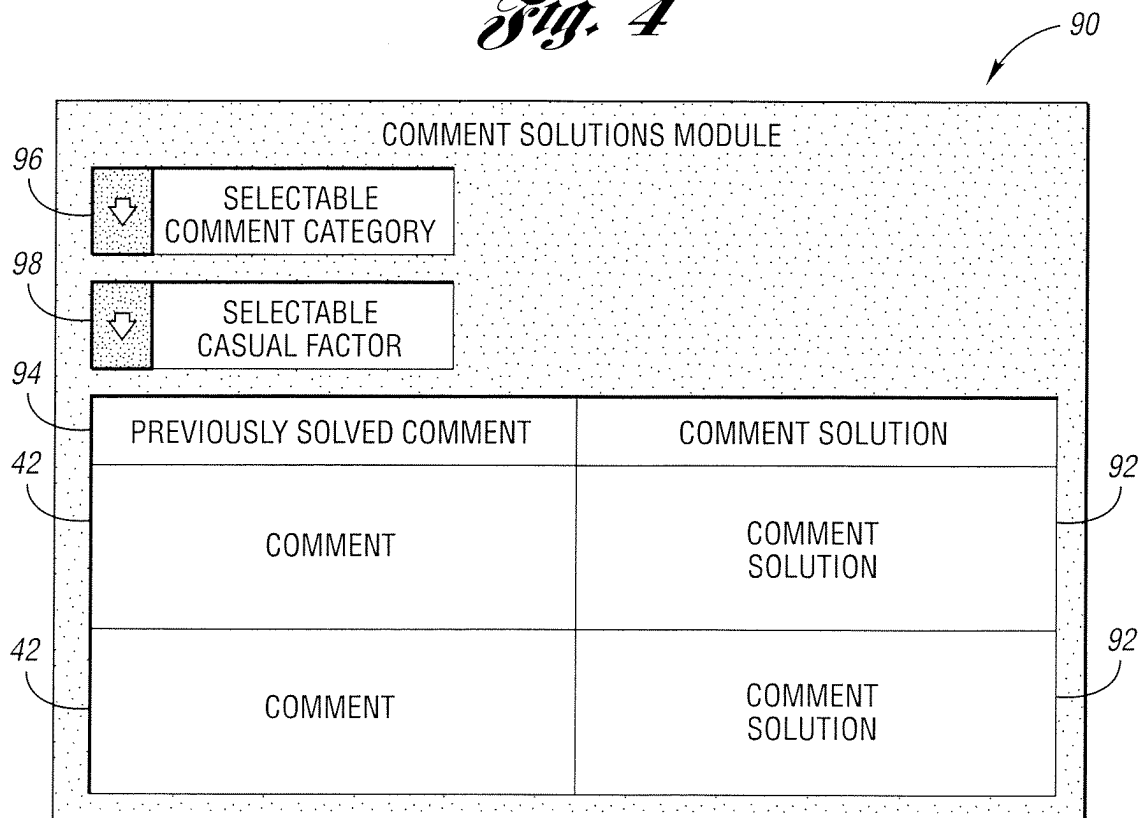 Fig. 4
90
COMMENT SOLUTIONS MODULE
96
SELECTABLE
COMMENT CATEGORY
98
SELECTABLE
CASUAL FACTOR
94
PREVIOUSLY SOLVED COMMENT
COMMENT SOLUTION
42
92
COMMENT
COMMENT
SOLUTION
42
92
COMMENT
COMMENT
SOLUTION